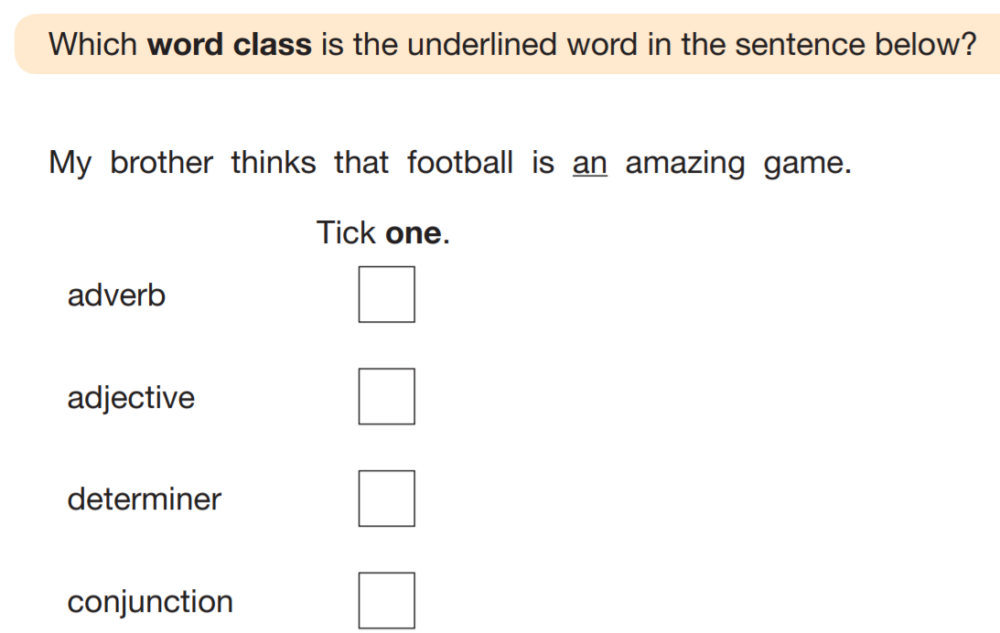 Which word class is the underlined word in the sentence below?
My brother thinks that football is an amazing game.
Tick one.
adverb
adjective
determiner
conjunction